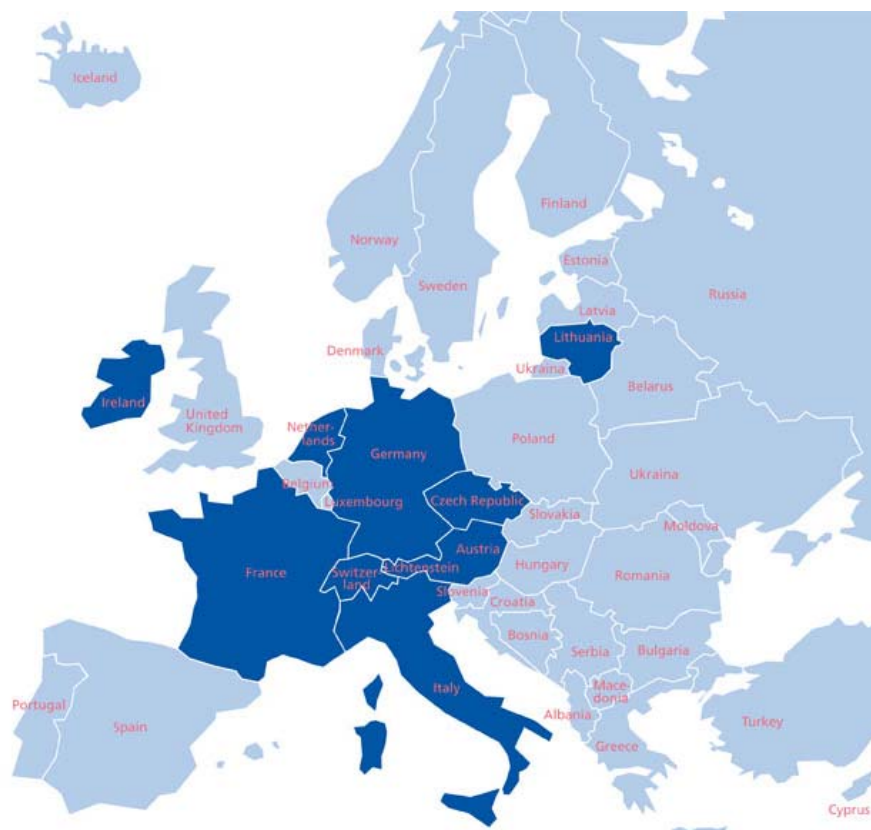 Iceland
Norway
Finland
Sweden
Estonia
Russia
Latvia
Lithuania
Denmark
Ukraina
Belarus
Ireland
United
Kingdom
Nether-
lands
Germany
Poland
Ukraina
Belgium
Luxembourg
Czech Republic
Slovakia
Moldova
France
Switzer-
land
Lichtenstein
Austria
Hungary
Romania
Slovenia
Croatia
Bosnia
Serbia
Bulgaria
Portugal
Spain
Italy
Mace-
donia
Albania
Greece
Turkey
Cyprus